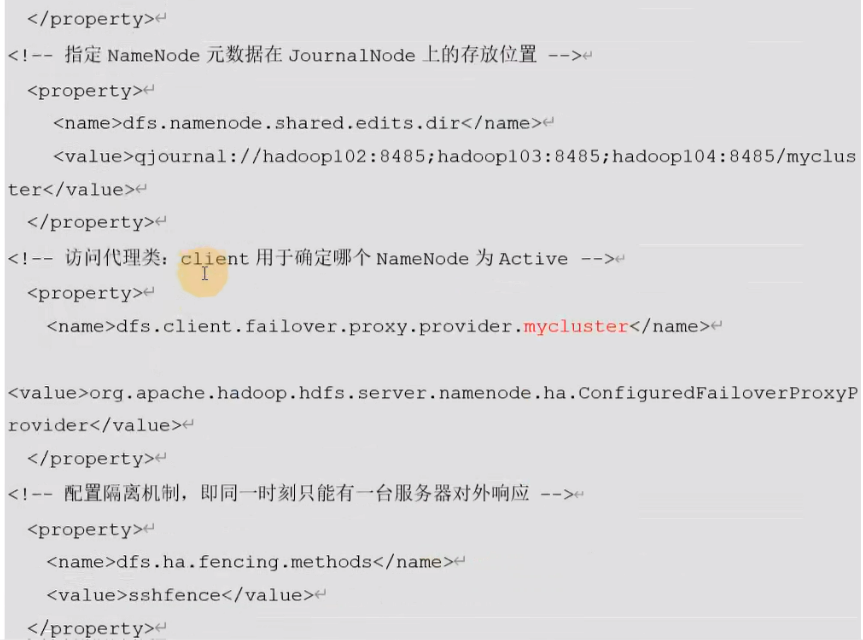 </property>↵
<!-- 指定 NameNode 元数据在 JournalNode 上的存放位置 -->↵
<property>↵
<name>dfs.namenode.shared.edits.dir</name>↵
<value>qjournal://hadoop102:8485;hadoop103:8485;hadoop104:8485/myclus
ter</value>↵
</property>↵
<!-- 访问代理类：client 用于确定哪个 NameNode 为 Active -->↵
<property>↵
<name>dfs.client.failover.proxy.provider.mycluster</name>↵
<value>org.apache.hadoop.hdfs.server.namenode.ha.ConfiguredFailoverProxyP
rovider</value>↵
</property>↵
<!-- 配置隔离机制，即同一时刻只能有一台服务器对外响应 -->↵
<property>↵
<name>dfs.ha.fencing.methods</name>↵
<value>sshfence</value>↵
</property>↵